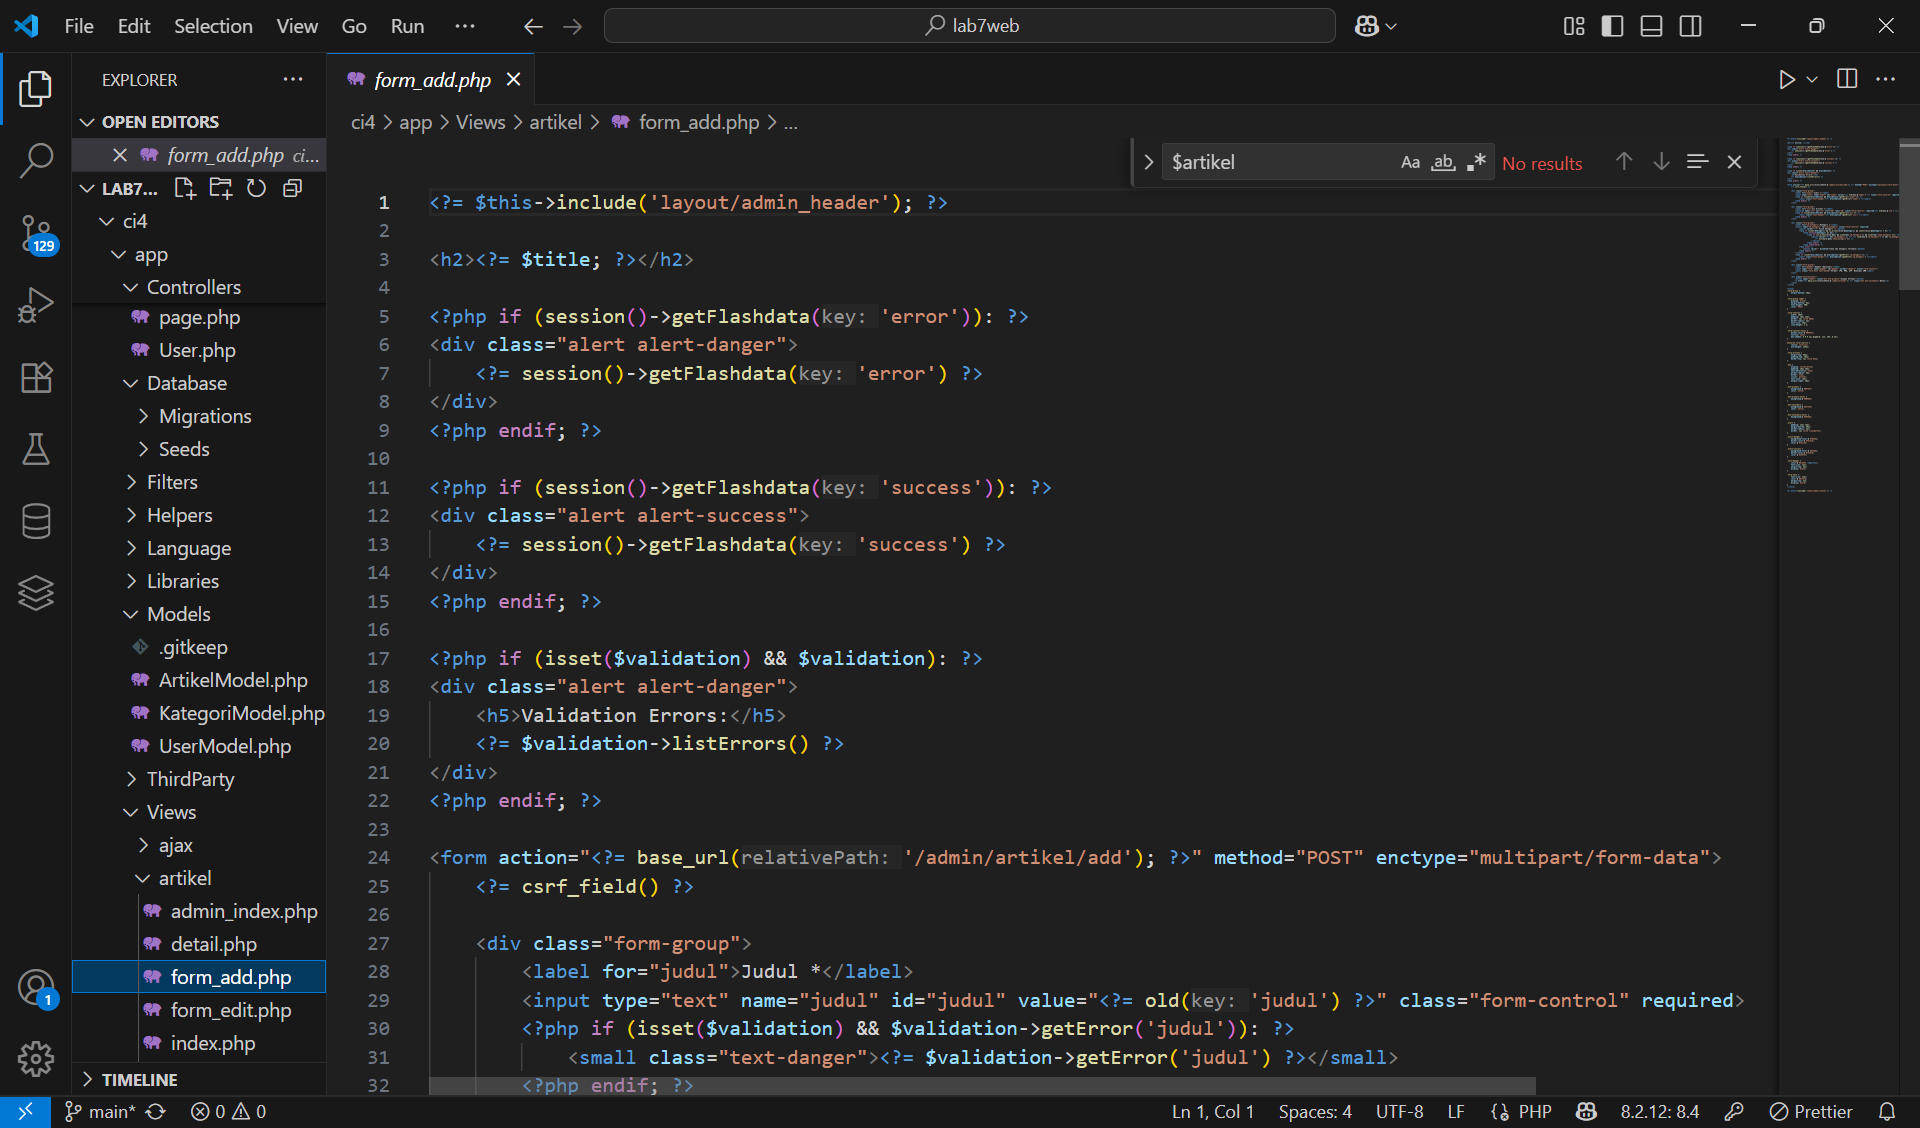 File Edit Selection View Go Run ··· lab7web
EXPLORER ···
OPEN EDITORS
form_add.php ci...
LAB7...
ci4
app
Controllers
page.php
User.php
Database
Migrations
Seeds
Filters
Helpers
Language
Libraries
Models
.gitkeep
ArtikelModel.php
KategoriModel.php
UserModel.php
ThirdParty
Views
ajax
artikel
admin_index.php
detail.php
form_add.php
form_edit.php
index.php
TIMELINE
129
1
form_add.php
ci4 > app > Views > artikel > form_add.php > ...
$artikel Aa ab .* No results
1 <?= $this->include('layout/admin_header'); ?>
2
3 <h2><?= $title; ?></h2>
4
5 <?php if (session()->getFlashdata(key: 'error')): ?>
6 <div class="alert alert-danger">
7 <?= session()->getFlashdata(key: 'error') ?>
8 </div>
9 <?php endif; ?>
10
11 <?php if (session()->getFlashdata(key: 'success')): ?>
12 <div class="alert alert-success">
13 <?= session()->getFlashdata(key: 'success') ?>
14 </div>
15 <?php endif; ?>
16
17 <?php if (isset($validation) && $validation): ?>
18 <div class="alert alert-danger">
19 <h5>Validation Errors:</h5>
20 <?= $validation->listErrors() ?>
21 </div>
22 <?php endif; ?>
23
24 <form action="<?= base_url(relativePath: '/admin/artikel/add'); ?>" method="POST" enctype="multipart/form-data">
25 <?= csrf_field() ?>
26
27 <div class="form-group">
28 <label for="judul">Judul *</label>
29 <input type="text" name="judul" id="judul" value="<?= old(key: 'judul') ?>" class="form-control" required>
30 <?php if (isset($validation) && $validation->getError('judul')): ?>
31 <small class="text-danger"><?= $validation->getError('judul') ?></small>
32 <?php endif; ?>
main* 0 0 Ln 1, Col 1 Spaces: 4 UTF-8 LF PHP 8.2.12: 8.4 Prettier